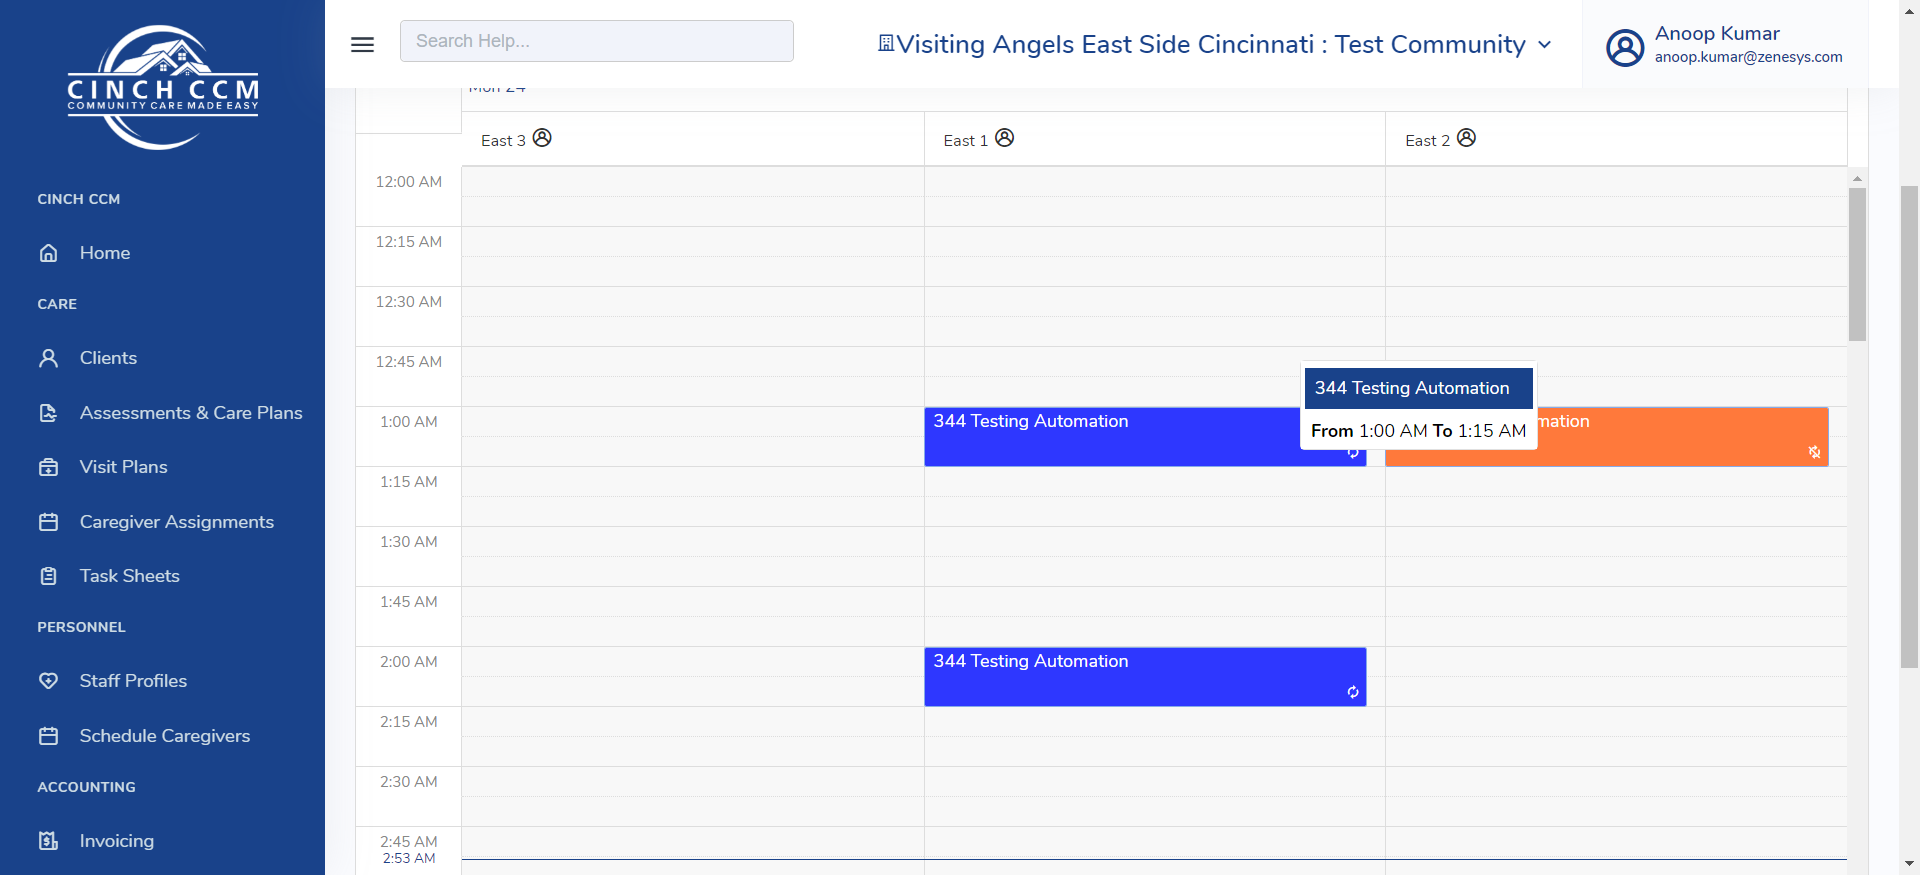 CINCH CCM
COMMUNITY CARE MADE EASY
CINCH CCM
Home
CARE
Clients
Assessments & Care Plans
Visit Plans
Caregiver Assignments
Task Sheets
PERSONNEL
Staff Profiles
Schedule Caregivers
ACCOUNTING
Invoicing
Search Help...
Visiting Angels East Side Cincinnati : Test Community
Anoop Kumar
anoop.kumar@zenesys.com
Mon 24
East 3
East 1
East 2
12:00 AM
12:15 AM
12:30 AM
12:45 AM
344 Testing Automation
From 1:00 AM To 1:15 AM
1:00 AM
344 Testing Automation
mation
1:15 AM
1:30 AM
1:45 AM
2:00 AM
344 Testing Automation
2:15 AM
2:30 AM
2:45 AM
2:53 AM